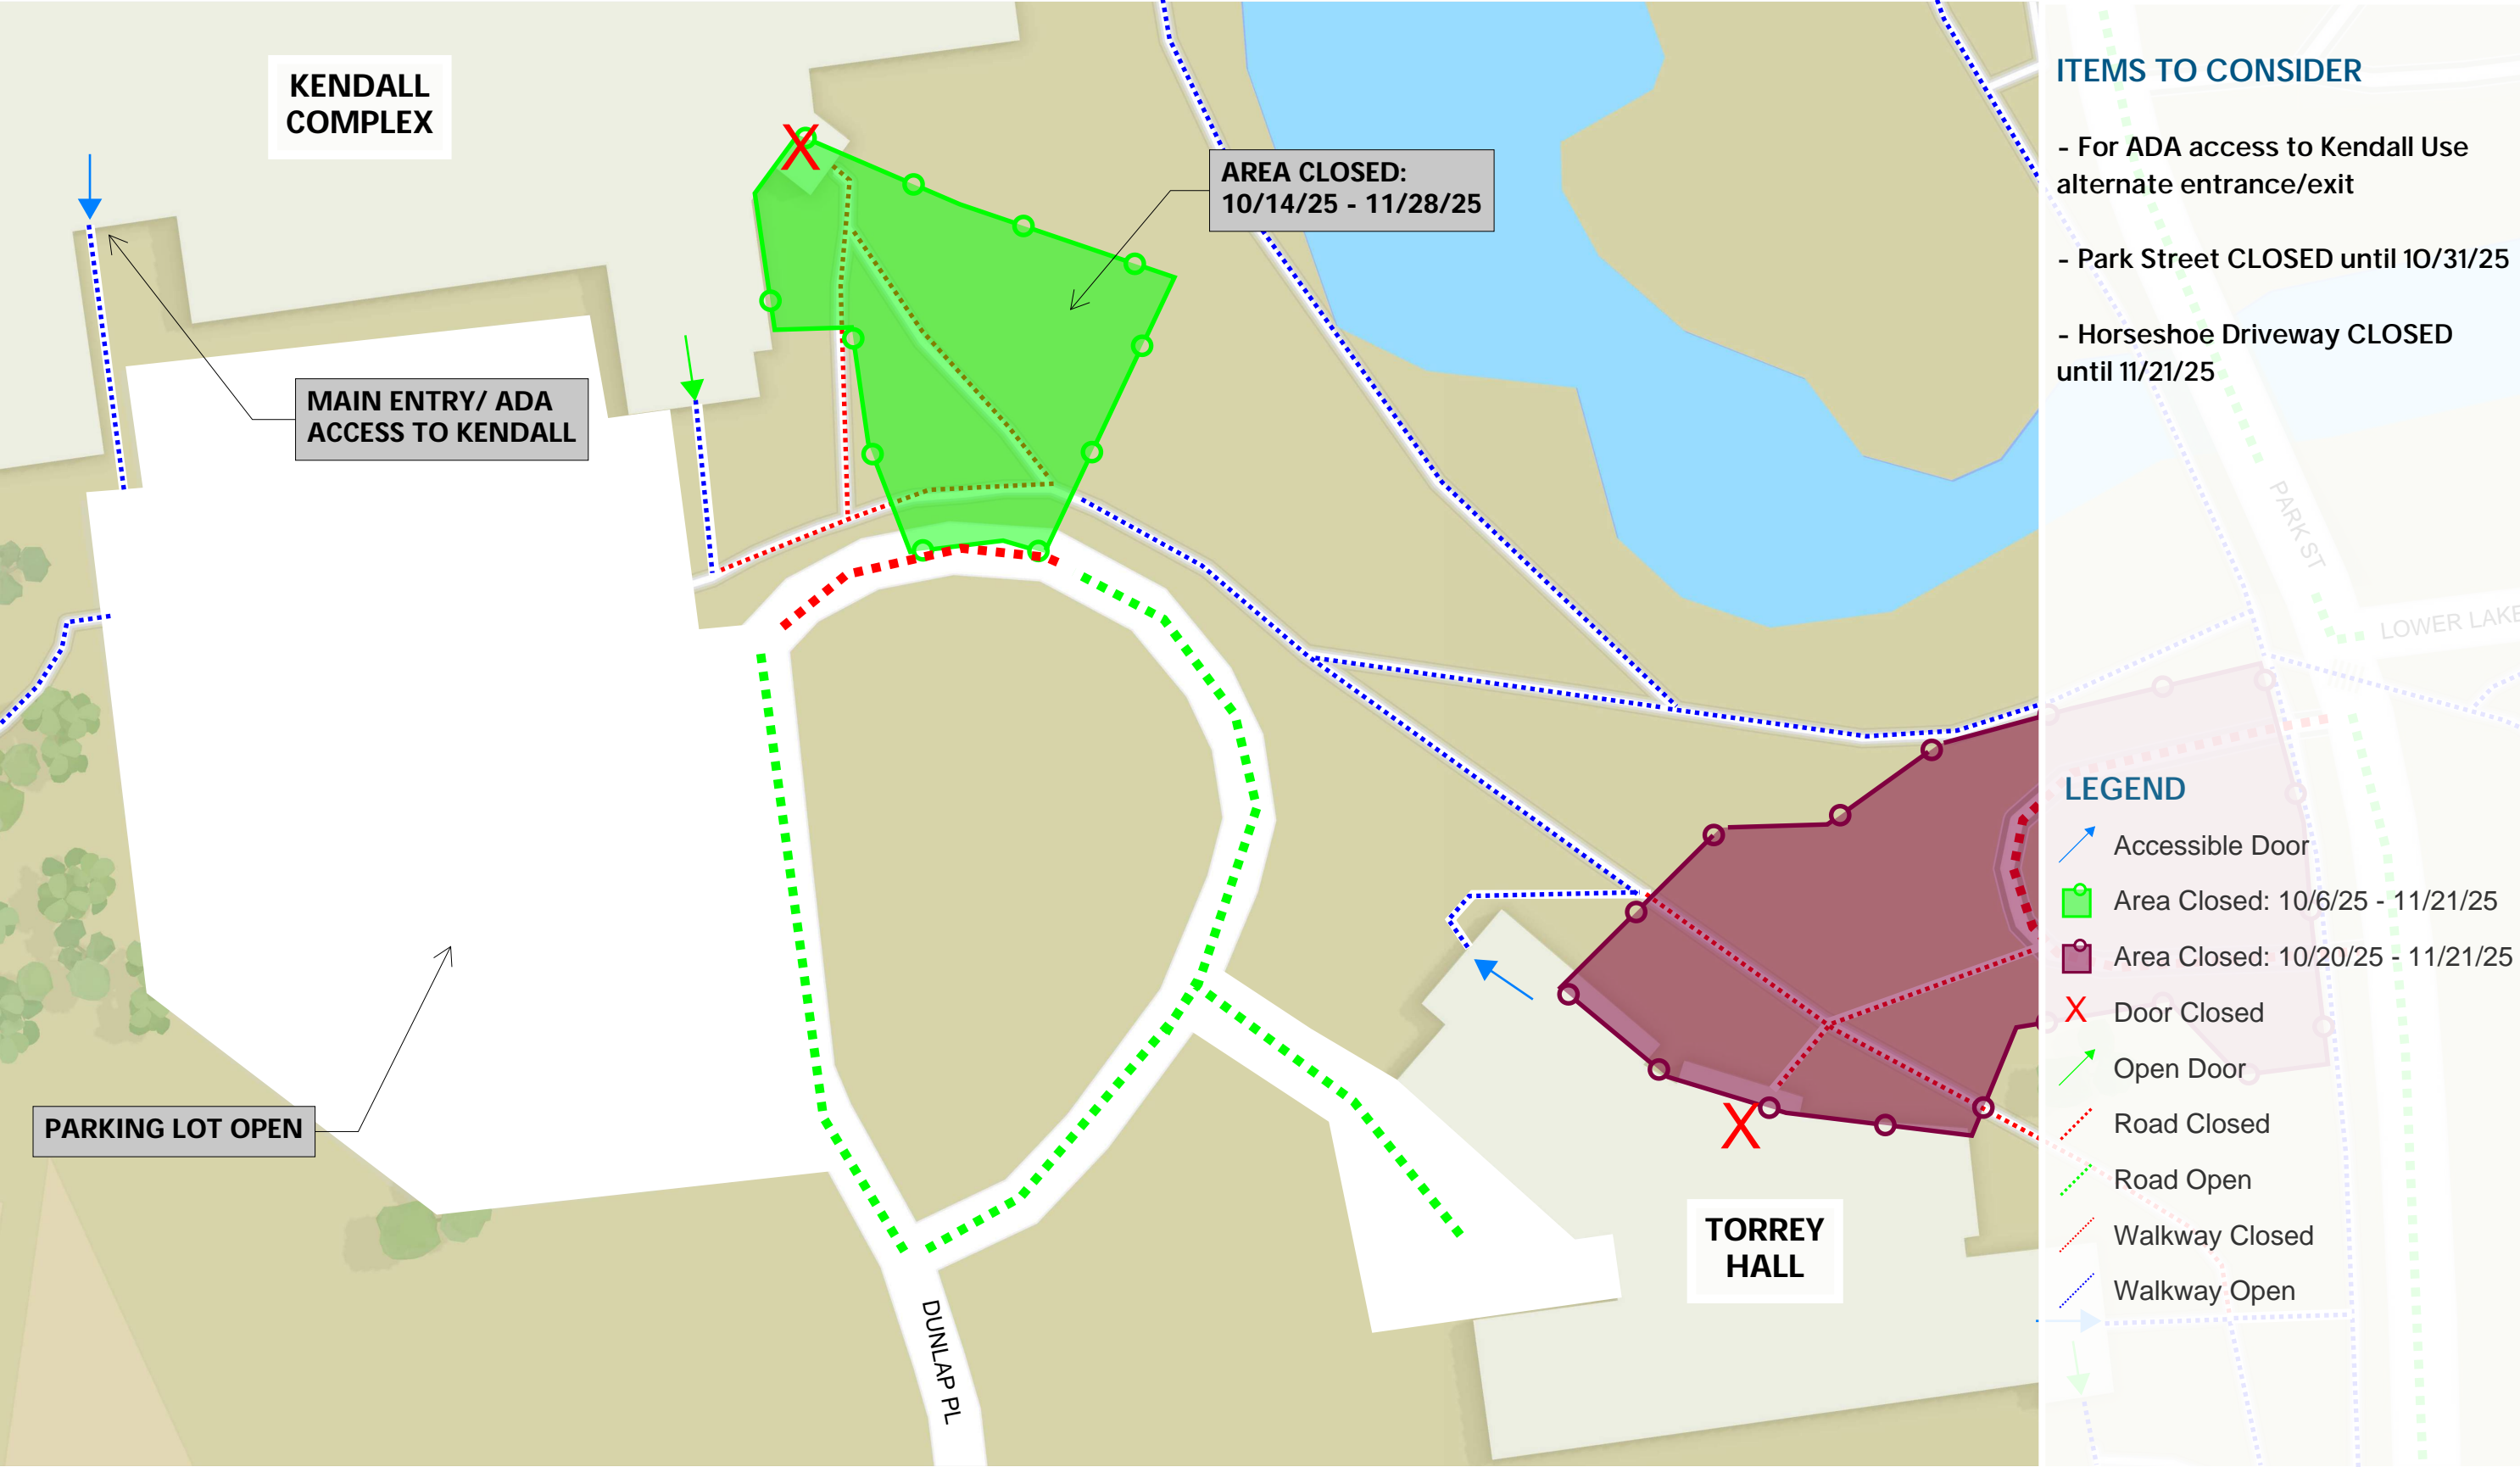 KENDALL
COMPLEX
AREA CLOSED:
10/14/25 - 11/28/25
MAIN ENTRY/ ADA
ACCESS TO KENDALL
PARKING LOT OPEN
DUNLAP PL
TORREY
HALL
ITEMS TO CONSIDER
- For ADA access to Kendall Use
alternate entrance/exit
- Park Street CLOSED until 10/31/25
- Horseshoe Driveway CLOSED
until 11/21/25
PARK ST
LOWER LAKE
LEGEND
Accessible Door
Area Closed: 10/6/25 - 11/21/25
Area Closed: 10/20/25 - 11/21/25
X Door Closed
Open Door
Road Closed
Road Open
Walkway Closed
Walkway Open